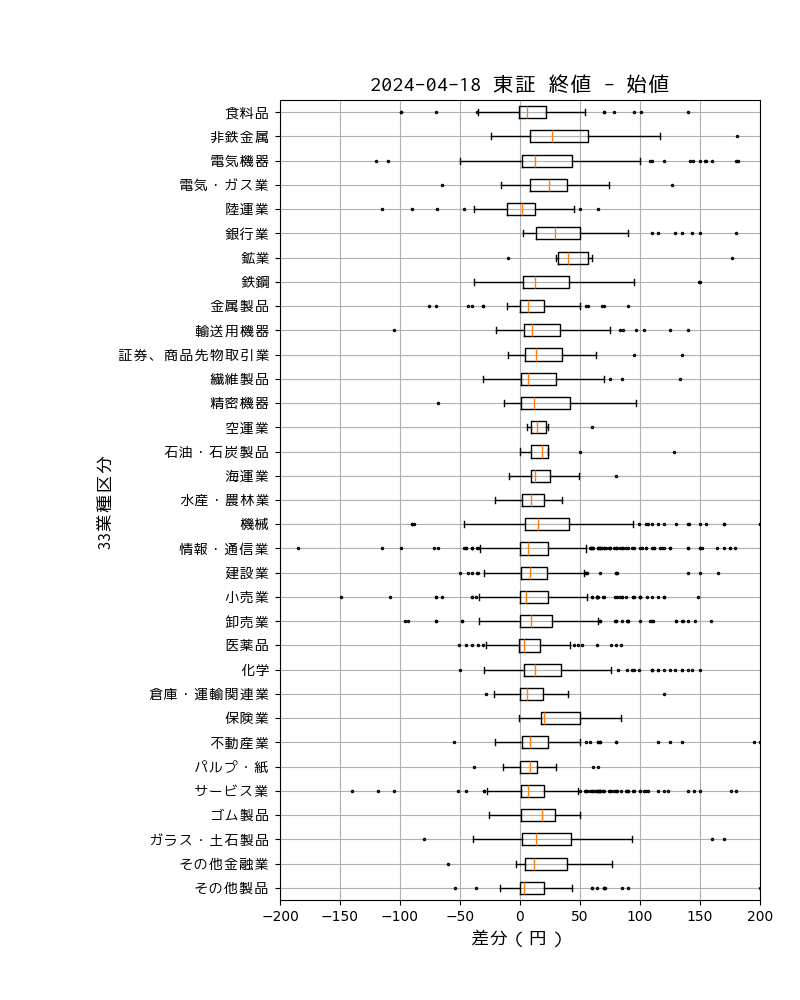 2024-04-18 東証 終値 - 始値
食料品
非鉄金属
電気機器
電気・ガス業
陸運業
銀行業
鉱業
鉄鋼
金属製品
輸送用機器
証券、商品先物取引業
繊維製品
精密機器
空運業
石油・石炭製品
海運業
水産・農林業
機械
情報・通信業
建設業
小売業
卸売業
医薬品
化学
倉庫・運輸関連業
保険業
不動産業
パルプ・紙
サービス業
ゴム製品
ガラス・土石製品
その他金融業
その他製品
33業種区分
−200 −150 −100 −50 0 50 100 150 200
差分（円）